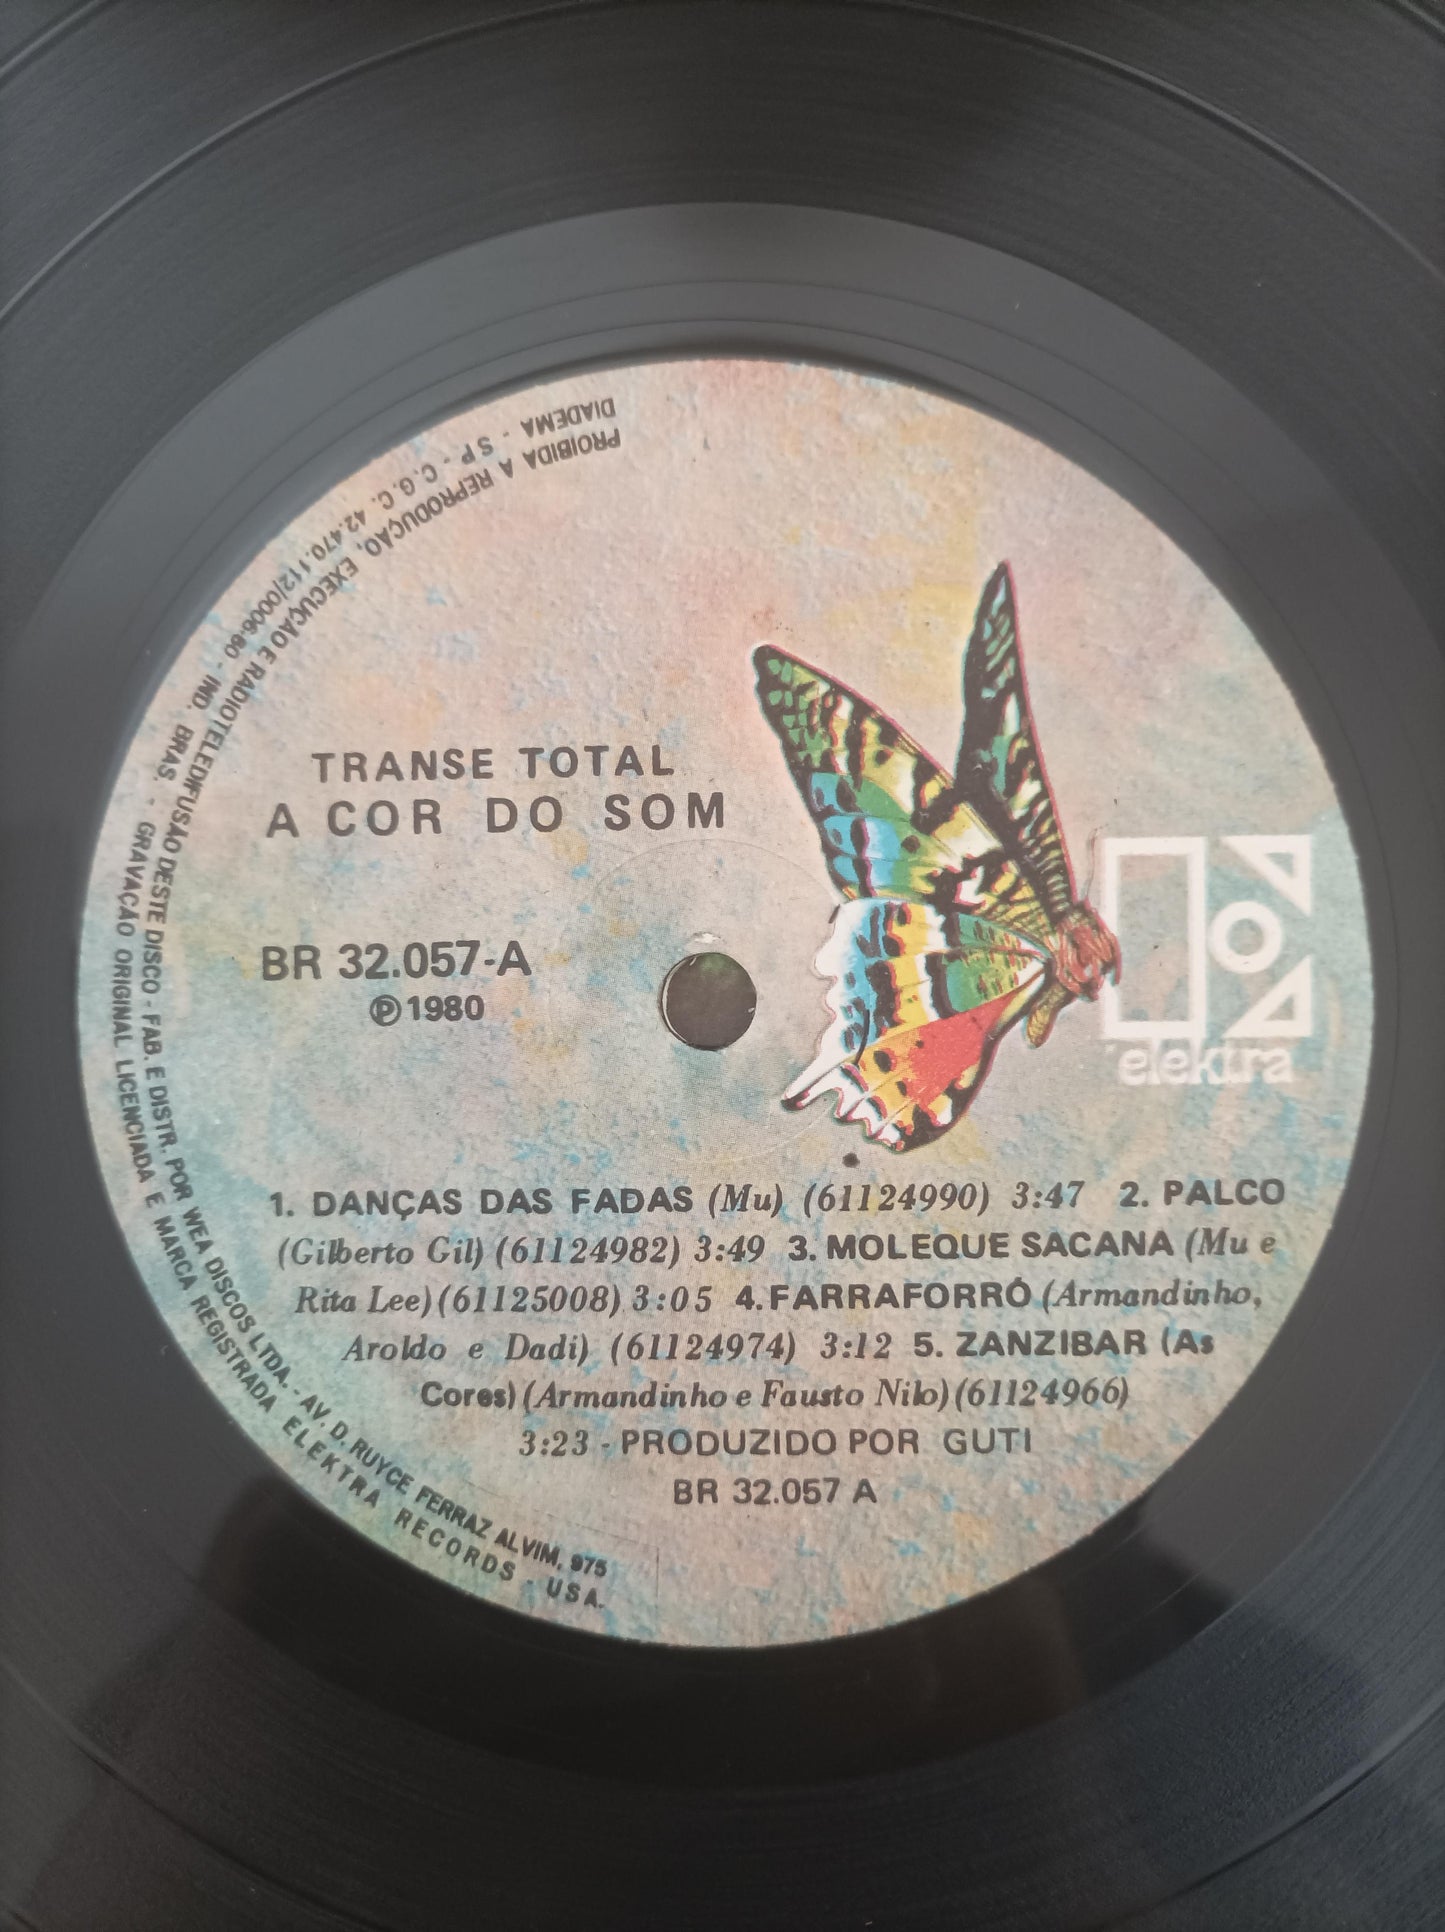 TRANSE TOTAL
A COR DO SOM
BR 32.057-A
℗1980
elektra
1. DANÇAS DAS FADAS (Mu) (61124990) 3:47 2. PALCO
(Gilberto Gil) (61124982) 3:49 3. MOLEQUE SACANA (Mu e
Rita Lee) (61125008) 3:05 4. FARRAFORRÓ (Armandinho,
Aroldo e Dadi) (61124974) 3:12 5. ZANZIBAR (As
Cores) (Armandinho e Fausto Nilo) (61124966)
3:23 - PRODUZIDO POR GUTI
BR 32.057 A
PROIBIDA A REPRODUÇÃO, EXECUÇÃO E RADIOTELEDIFUSÃO DESTE DISCO - FAB. E DISTR. POR WEA DISCOS LTDA. - AV. D. RUYCE FERRAZ ALVIM, 975
DIADEMA - SP - C.G.C. 42.470.112/0006-60 - IND. BRAS. - GRAVAÇÃO ORIGINAL LICENCIADA E MARCA REGISTRADA ELEKTRA RECORDS - USA.